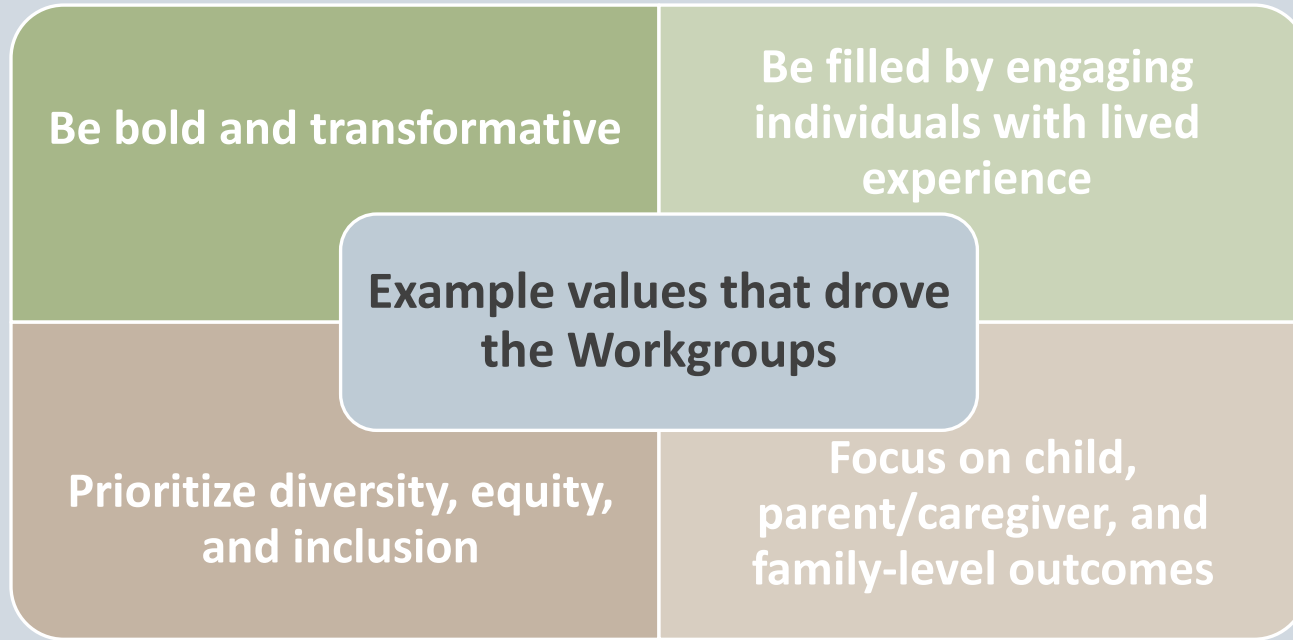 Be bold and transformative
Be filled by engaging
individuals with lived
experience
Example values that drove
the Workgroups
Prioritize diversity, equity,
and inclusion
Focus on child,
parent/caregiver, and
family-level outcomes